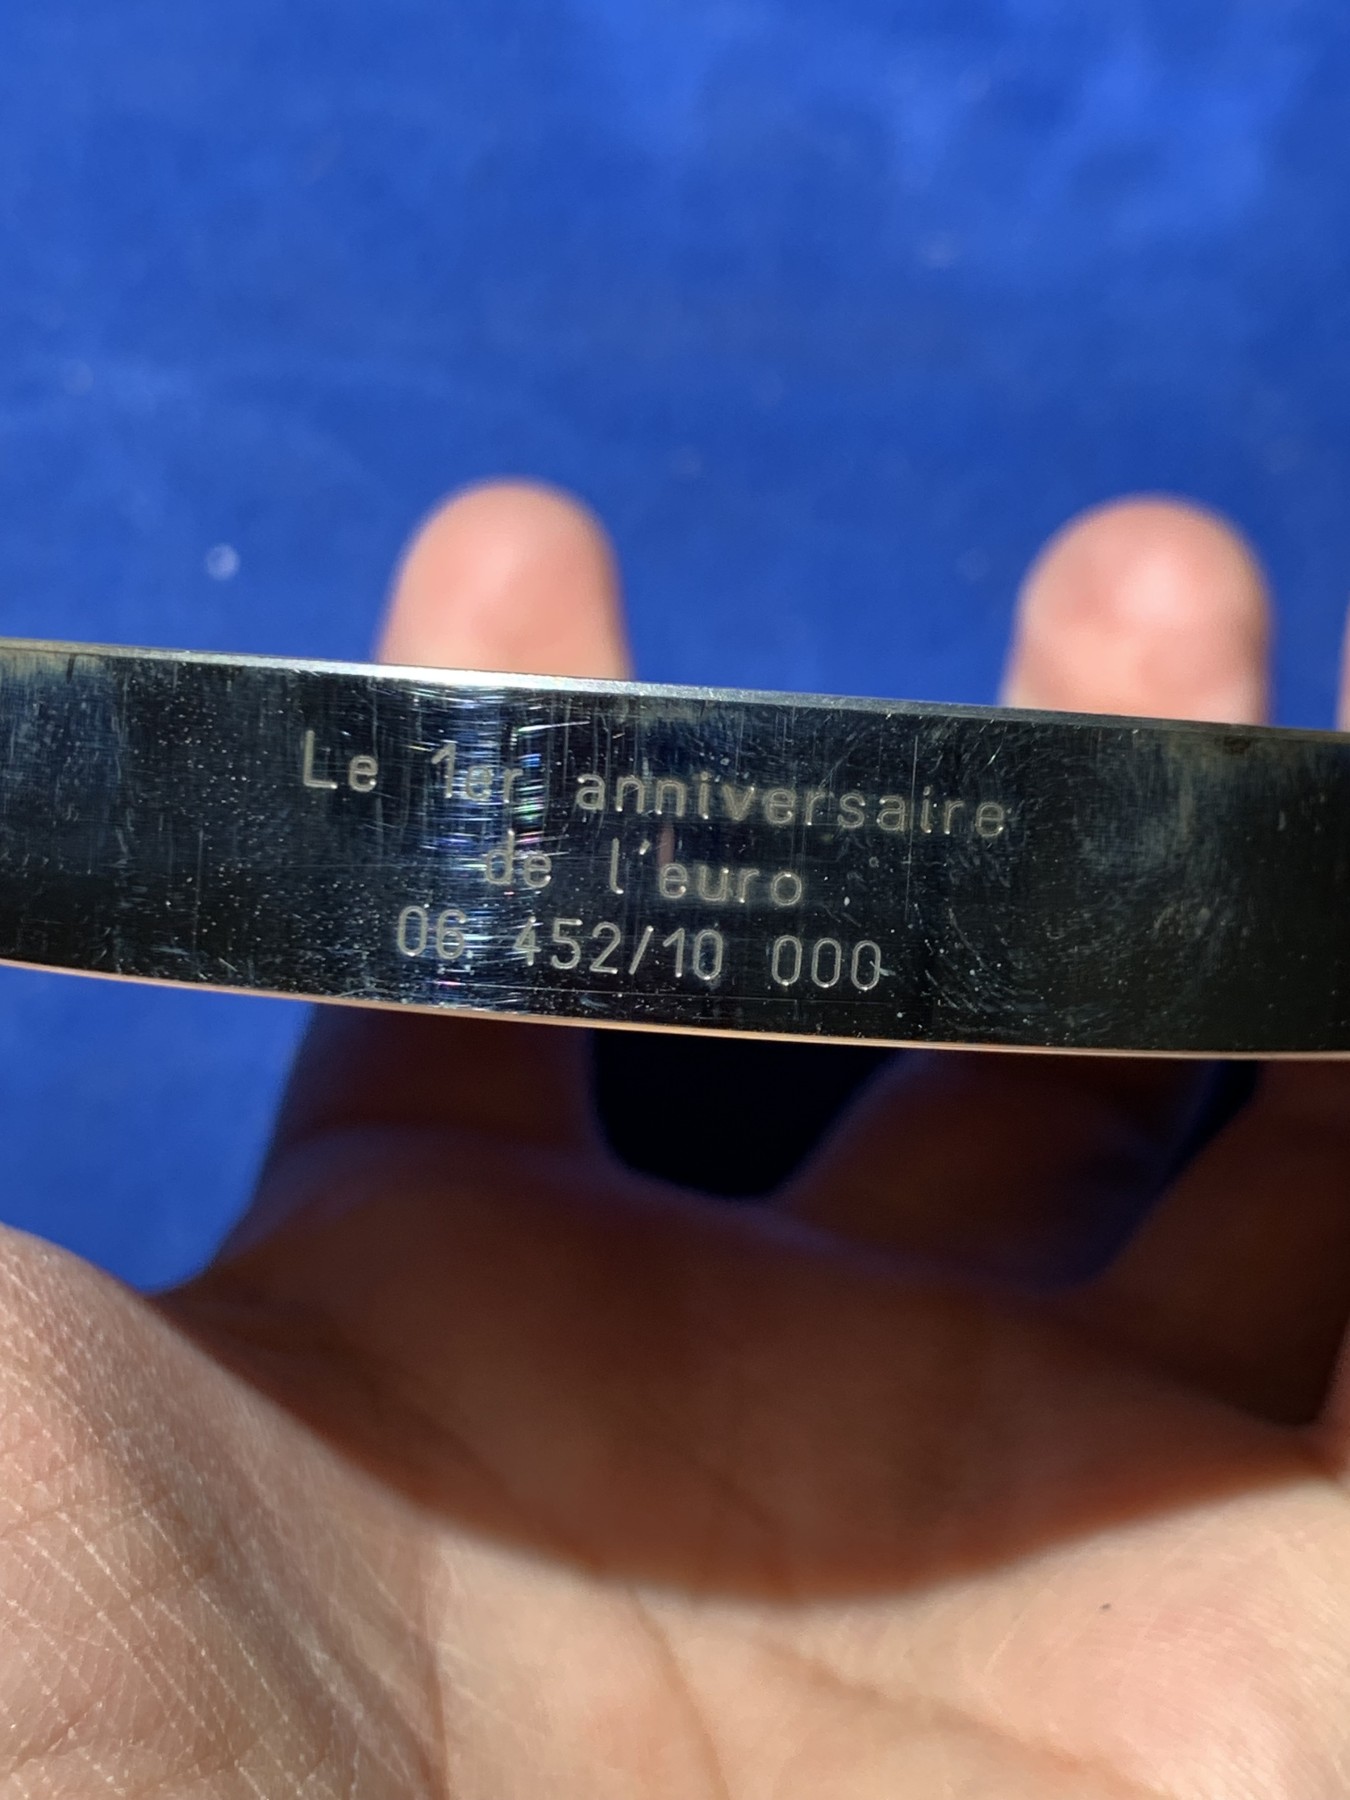 Le 1er anniversaire
de l'euro
06 452/10 000